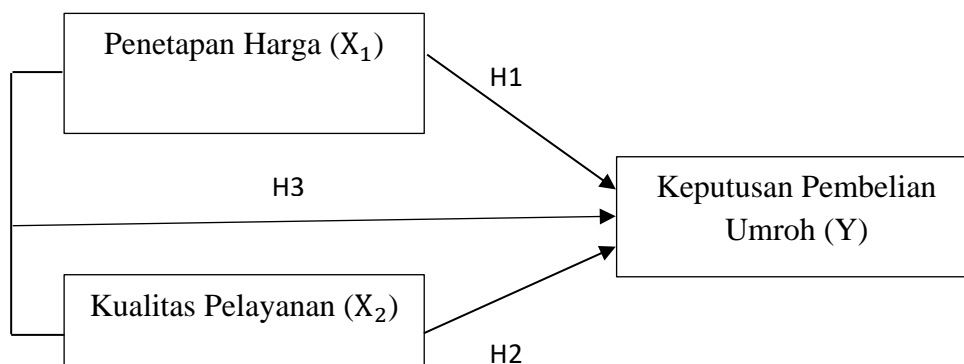 Penetapan Harga (X₁)
H1
H3
Keputusan Pembelian
Umroh (Y)
Kualitas Pelayanan (X₂)
H2